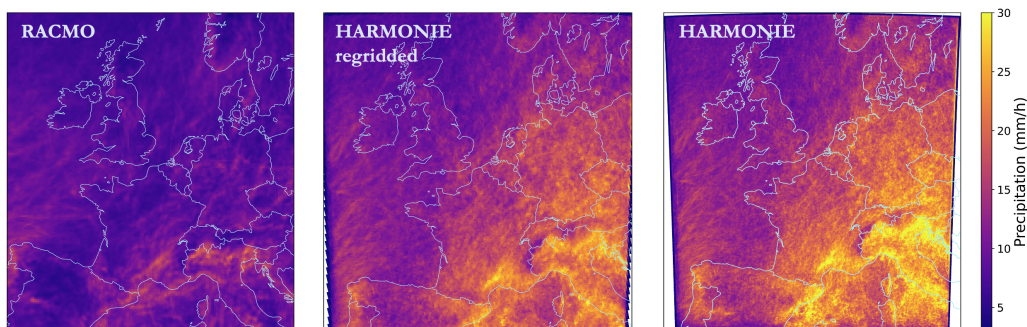 RACMO
HARMONIE
regridded
HARMONIE
30
25
20
15
10
5
Precipitation (mm/h)